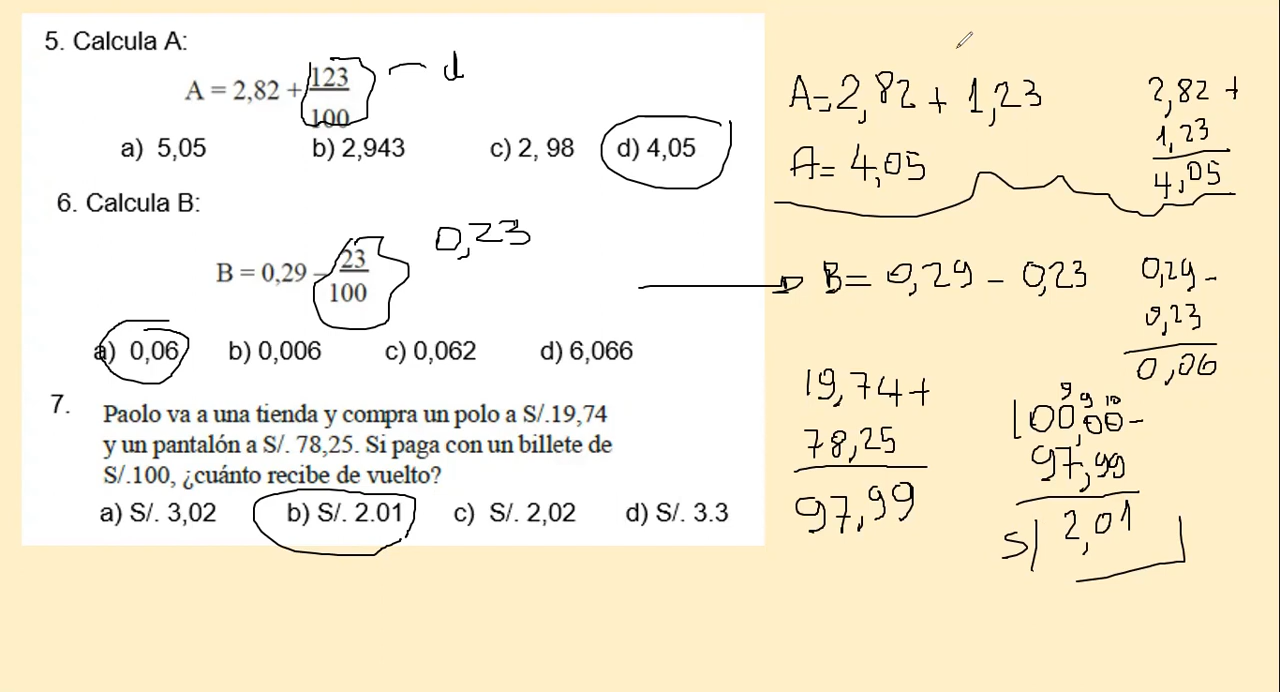 5. Calcula A:
A = 2,82 + 123/100
d
a) 5,05 b) 2,943 c) 2, 98 d) 4,05
6. Calcula B:
B = 0,29 – 23/100
0,23
a) 0,06 b) 0,006 c) 0,062 d) 6,066
7. Paolo va a una tienda y compra un polo a S/.19,74
y un pantalón a S/. 78,25. Si paga con un billete de
S/.100, ¿cuánto recibe de vuelto?
a) S/. 3,02 b) S/. 2.01 c) S/. 2,02 d) S/. 3.3
A=2,82 + 1,23
A= 4,05
2,82 +
1,23
4,05
B= 0,29 - 0,23
0,29 -
0,23
0,06
19,74+
78,25
97,99
9 9 10
100,00-
97,99
S/ 2,01